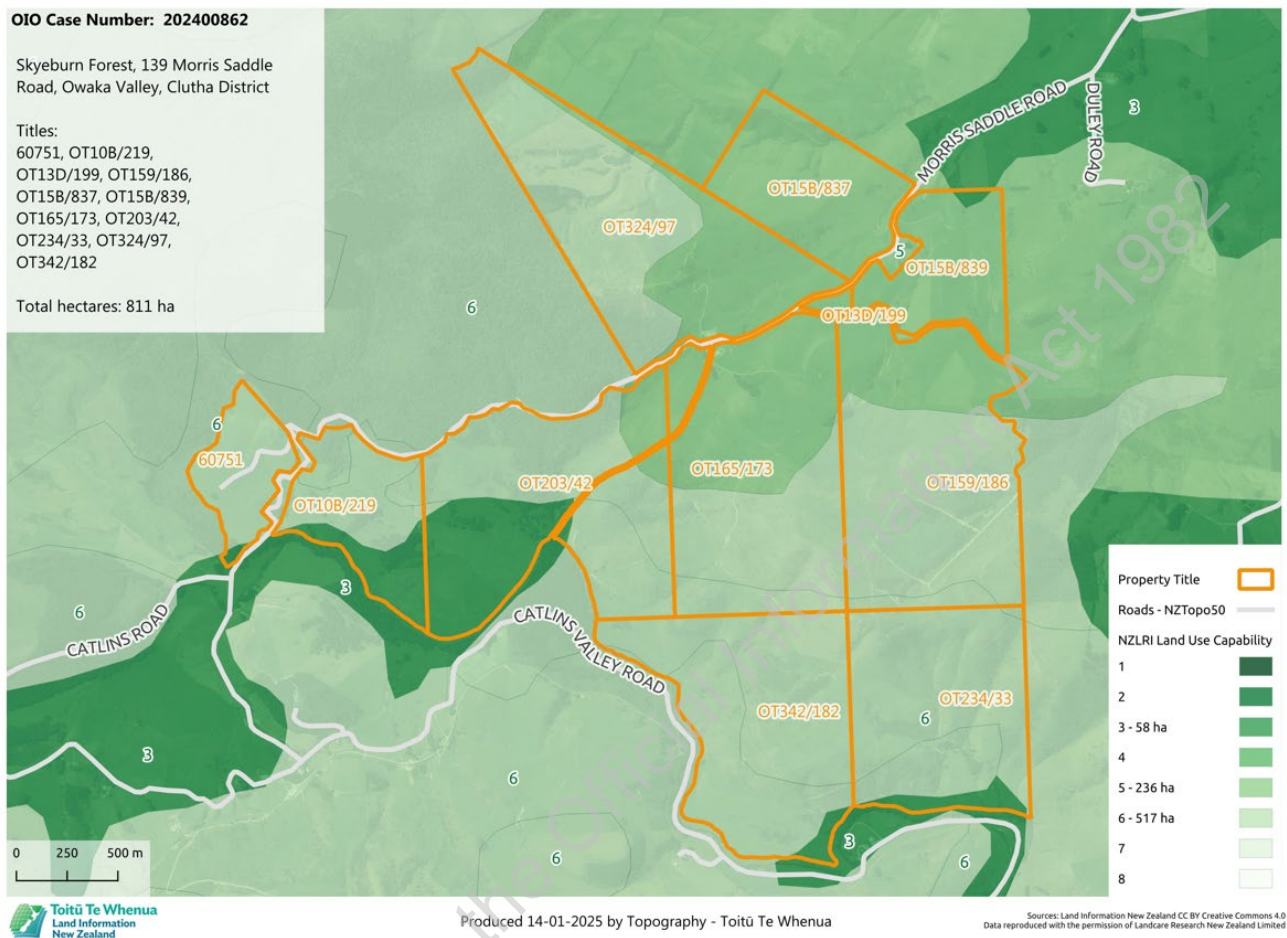 OIO Case Number: 202400862
Skyeburn Forest, 139 Morris Saddle
Road, Owaka Valley, Clutha District
Titles:
60751, OT10B/219,
OT13D/199, OT159/186,
OT15B/837, OT15B/839,
OT165/173, OT203/42,
OT234/33, OT324/97,
OT342/182
Total hectares: 811 ha
MORRIS SADDLE ROAD
DULEY ROAD
3
OT15B/837
OT324/97
5
OT15B/839
6
OT13D/199
6
60751
OT203/42
OT165/173
OT159/186
OT10B/219
3
6
CATLINS ROAD
CATLINS VALLEY ROAD
OT342/182
OT234/33
6
3
6
6
3
6
the Official Information Act 1982
Property Title
Roads - NZTopo50
NZLRI Land Use Capability
1
2
3 - 58 ha
4
5 - 236 ha
6 - 517 ha
7
8
0 250 500 m
Toitū Te Whenua
Land Information
New Zealand
Produced 14-01-2025 by Topography - Toitū Te Whenua
Sources: Land Information New Zealand CC BY Creative Commons 4.0
Data reproduced with the permission of Landcare Research New Zealand Limited